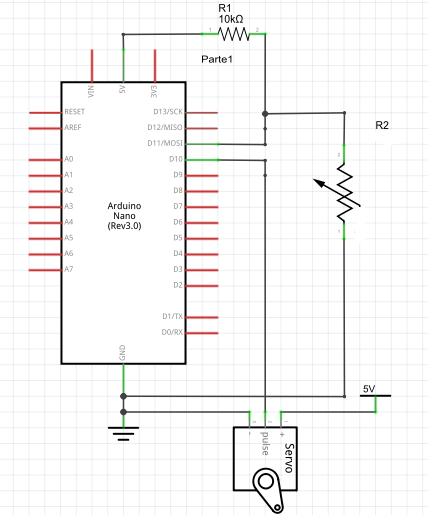 R1
10kΩ
1
2
Parte1
VIN
5V
3V3
RESET
AREF
A0
A1
A2
A3
A4
A5
A6
A7
Arduino
Nano
(Rev3.0)
D13/SCK
D12/MISO
D11/MOSI
D10
D9
D8
D7
D6
D5
D4
D3
D2
D1/TX
D0/RX
GND
R2
5V
-
pulse
+
Servo